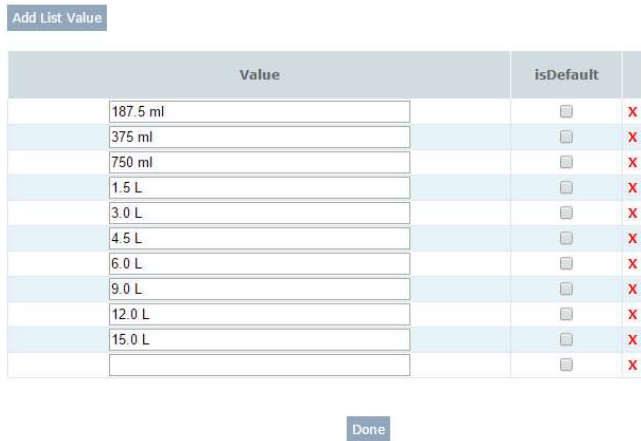 Add List Value
Value isDefault
187.5 ml X
375 ml X
750 ml X
1.5 L X
3.0 L X
4.5 L X
6.0 L X
9.0 L X
12.0 L X
15.0 L X
X
Done